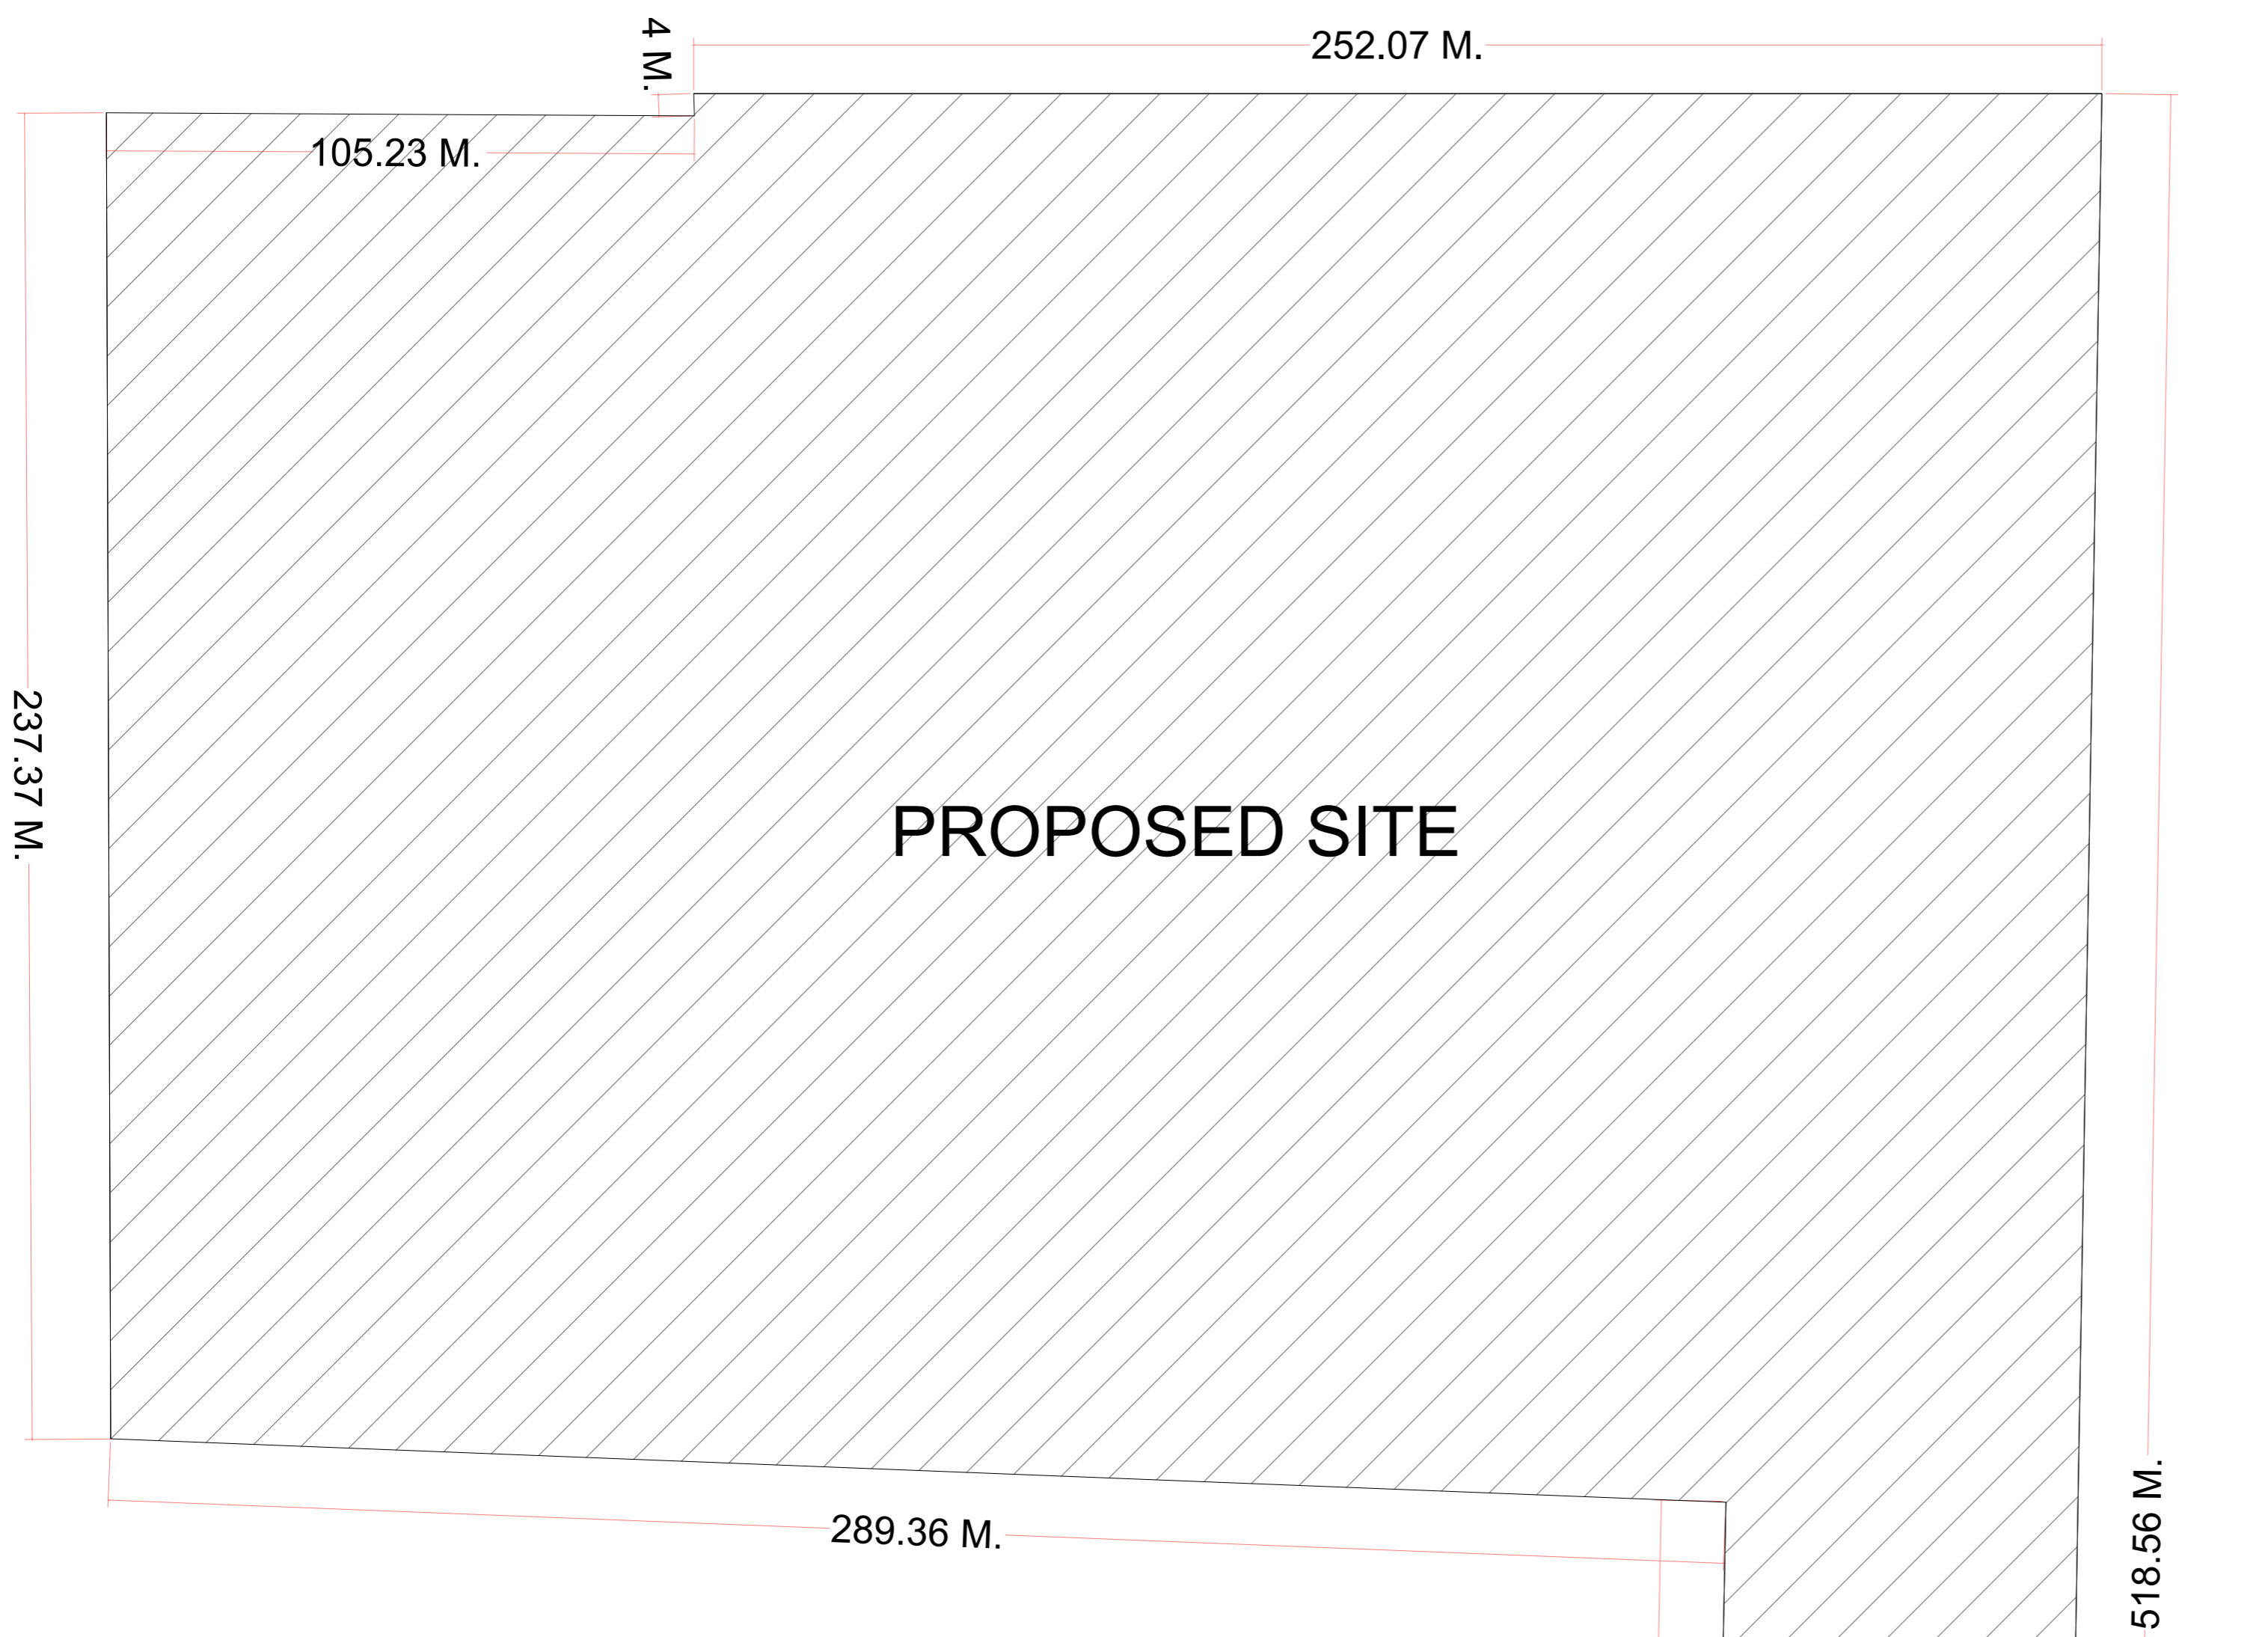 4 M.
252.07 M.
105.23 M.
237.37 M.
PROPOSED SITE
289.36 M.
518.56 M.